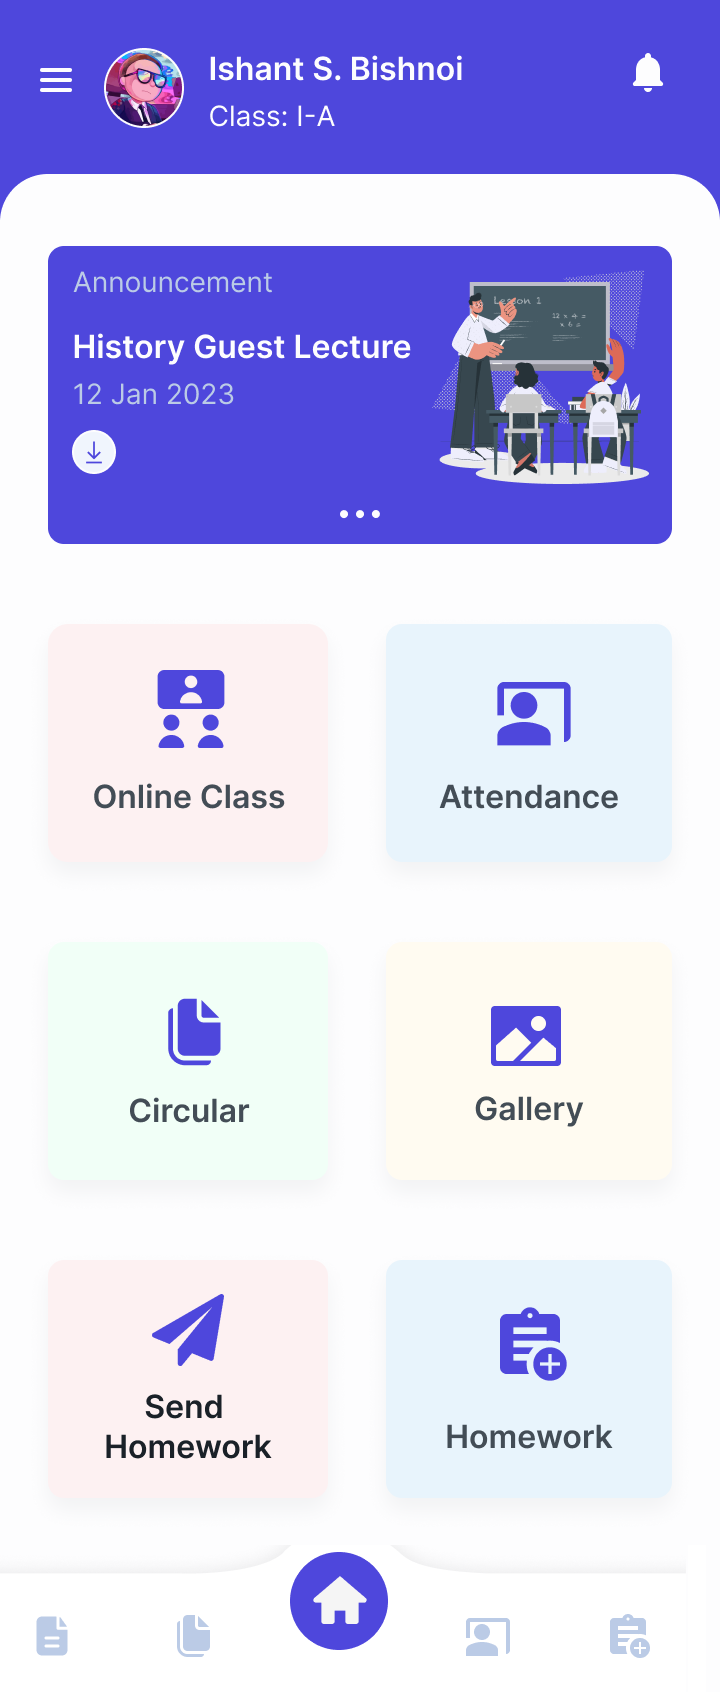 Ishant S. Bishnoi
Class: I-A
Announcement
History Guest Lecture
12 Jan 2023
Lesson 1
12 x 4 =
x 6 =
Online Class
Attendance
Circular
Gallery
Send
Homework
Homework